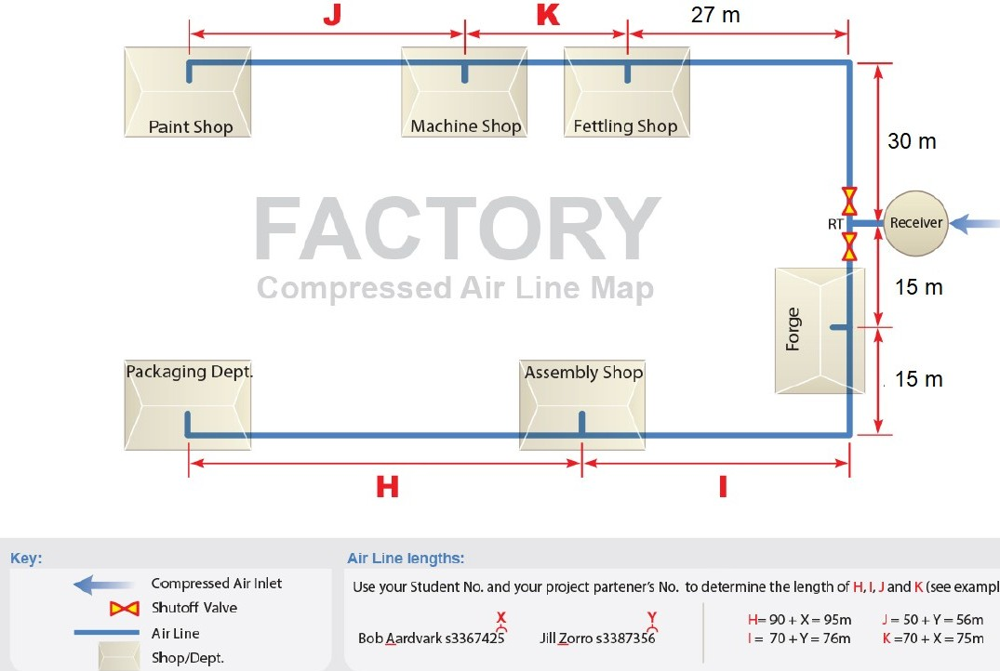 J K 27 m
Paint Shop Machine Shop Fettling Shop
30 m
FACTORY
RT Receiver
Compressed Air Line Map
15 m
Forge
Packaging Dept. Assembly Shop 15 m
H I
Key: Air Line lengths:
Compressed Air Inlet
Use your Student No. and your project partener's No. to determine the length of H, I, J and K (see exampl
Shutoff Valve
X Y
H= 90 + X = 95m J = 50 + Y = 56m
Air Line
Bob Aardvark s3367425 Jill Zorro s3387356
I = 70 + Y = 76m K =70 + X = 75m
Shop/Dept.